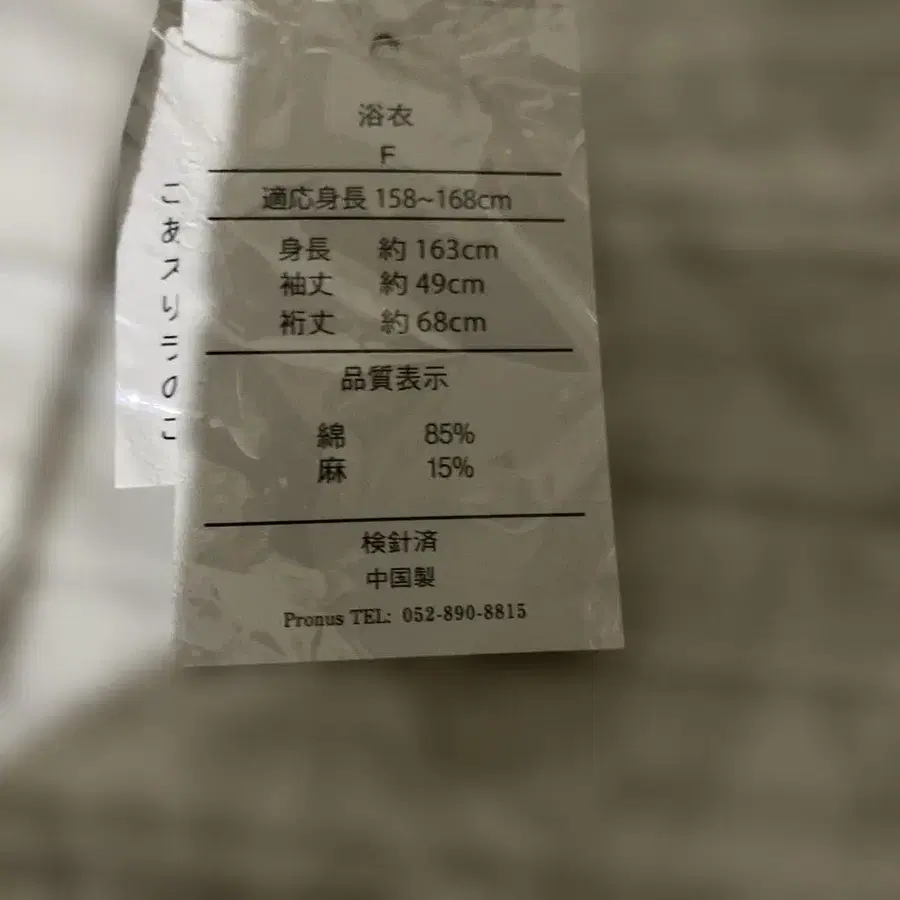 浴衣
F
適応身長 158~168cm
身長 約 163cm
袖丈 約 49cm
裄丈 約 68cm
品質表示
綿 85%
麻 15%
検針済
中国製
Pronus TEL: 052-890-8815